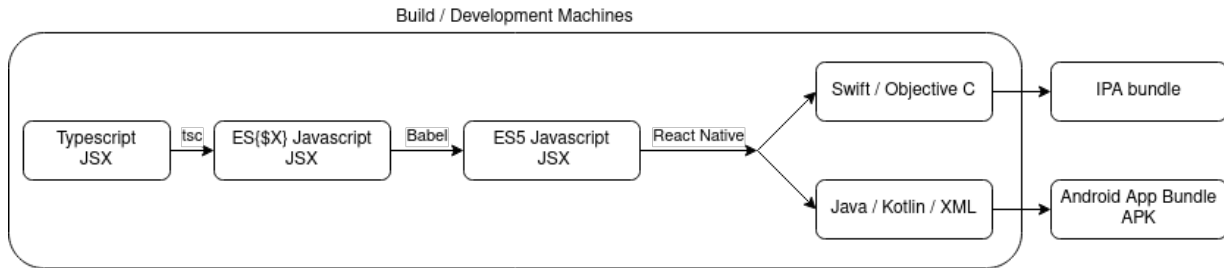 Build / Development Machines
Typescript
JSX
tsc
ES{$X} Javascript
JSX
Babel
ES5 Javascript
JSX
React Native
Swift / Objective C
IPA bundle
Java / Kotlin / XML
Android App Bundle
APK